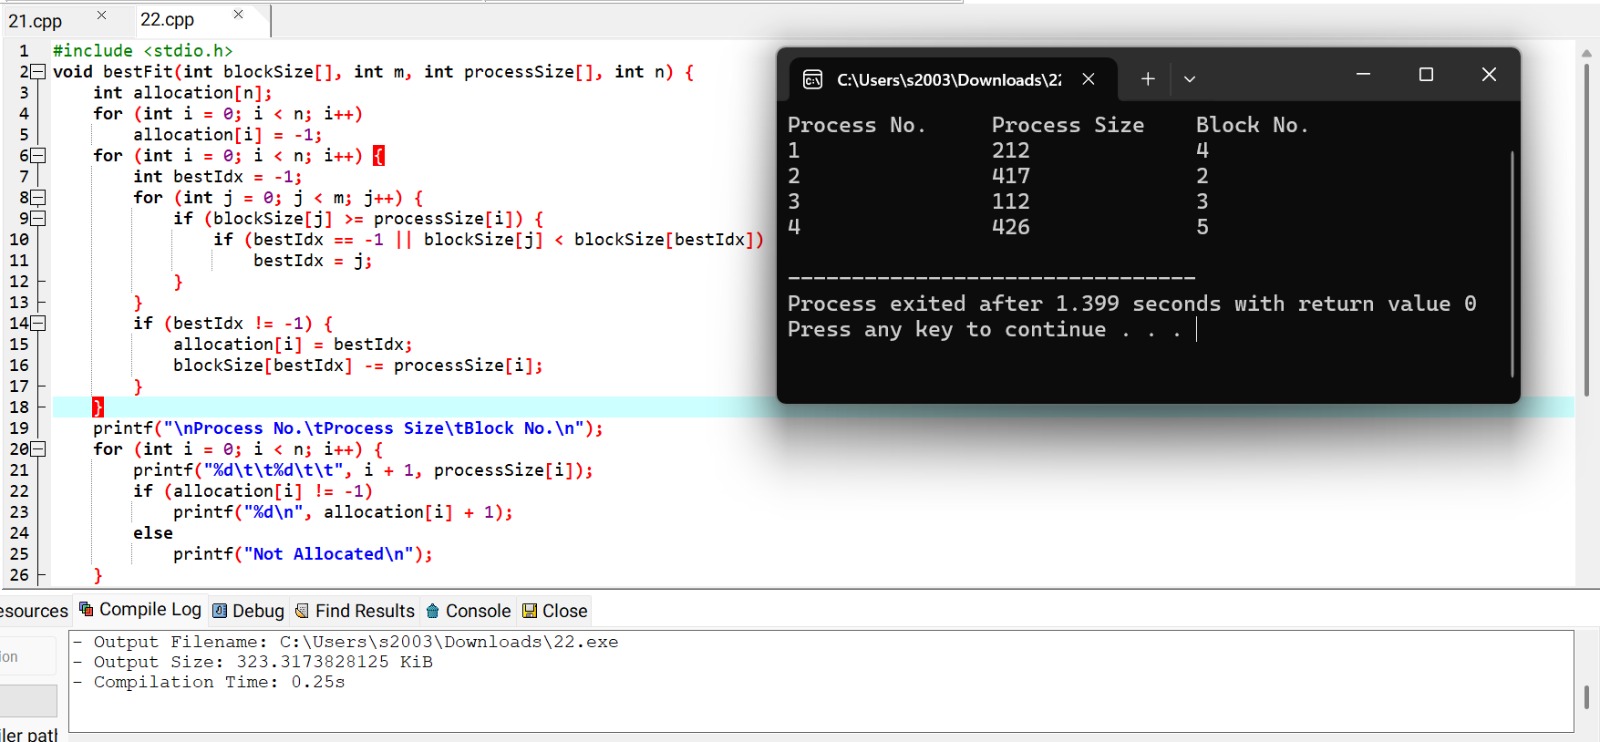 21.cpp
22.cpp
1 #include <stdio.h>
2 void bestFit(int blockSize[], int m, int processSize[], int n) {
3 int allocation[n];
4 for (int i = 0; i < n; i++)
5 allocation[i] = -1;
6 for (int i = 0; i < n; i++) {
7 int bestIdx = -1;
8 for (int j = 0; j < m; j++) {
9 if (blockSize[j] >= processSize[i]) {
10 if (bestIdx == -1 || blockSize[j] < blockSize[bestIdx])
11 bestIdx = j;
12 }
13 }
14 if (bestIdx != -1) {
15 allocation[i] = bestIdx;
16 blockSize[bestIdx] -= processSize[i];
17 }
18 }
19 printf("\nProcess No.\tProcess Size\tBlock No.\n");
20 for (int i = 0; i < n; i++) {
21 printf("%d\t\t%d\t\t", i + 1, processSize[i]);
22 if (allocation[i] != -1)
23 printf("%d\n", allocation[i] + 1);
24 else
25 printf("Not Allocated\n");
26 }
C:\Users\s2003\Downloads\22
Process No. Process Size Block No.
1 212 4
2 417 2
3 112 3
4 426 5
--------------------------------
Process exited after 1.399 seconds with return value 0
Press any key to continue . . .
esources Compile Log Debug Find Results Console Close
- Output Filename: C:\Users\s2003\Downloads\22.exe
ion
- Output Size: 323.3173828125 KiB
- Compilation Time: 0.25s
iler path